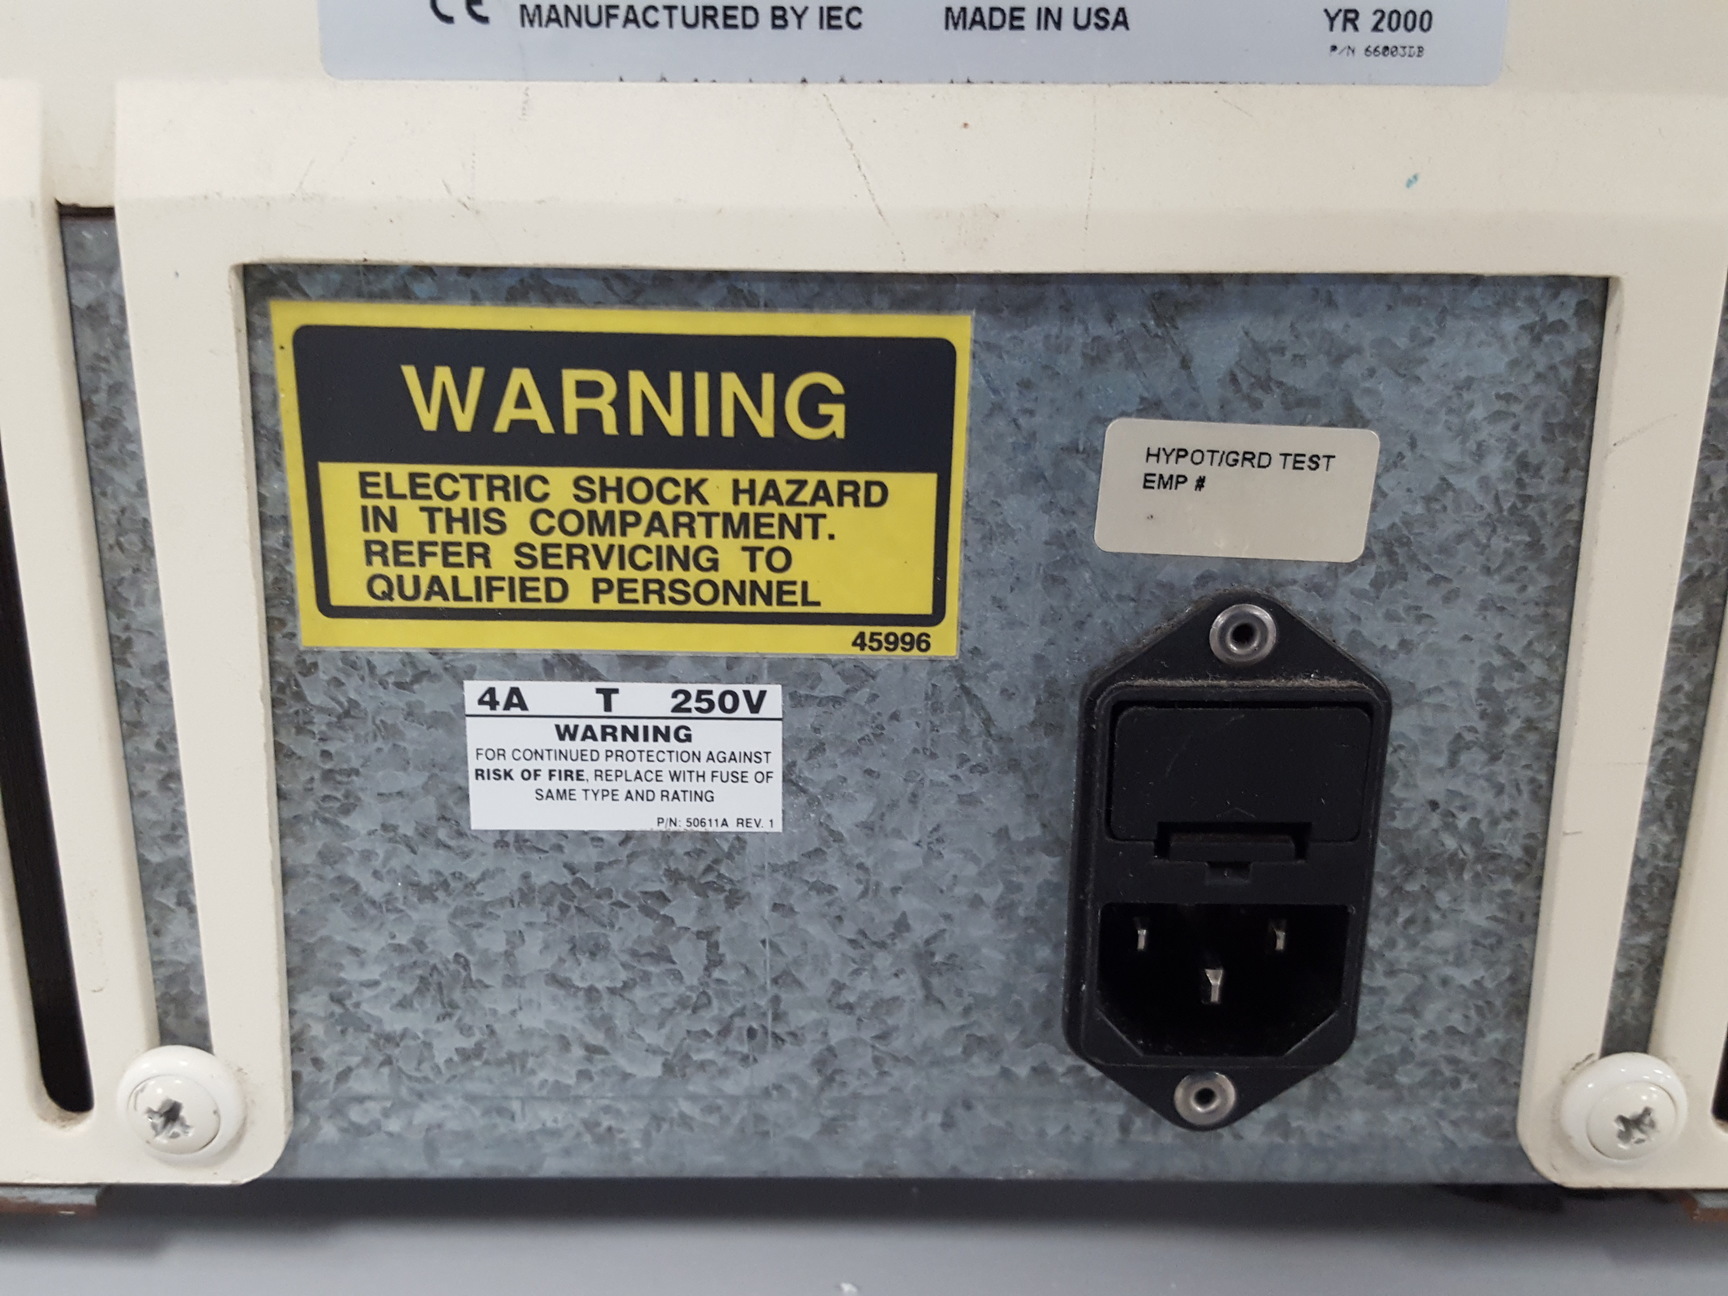 CE MANUFACTURED BY IEC MADE IN USA YR 2000
P/N 66003DB
WARNING
ELECTRIC SHOCK HAZARD
IN THIS COMPARTMENT.
REFER SERVICING TO
QUALIFIED PERSONNEL
45996
HYPOT/GRD TEST
EMP #
4A T 250V
WARNING
FOR CONTINUED PROTECTION AGAINST
RISK OF FIRE, REPLACE WITH FUSE OF
SAME TYPE AND RATING
P/N: 50611A REV. 1